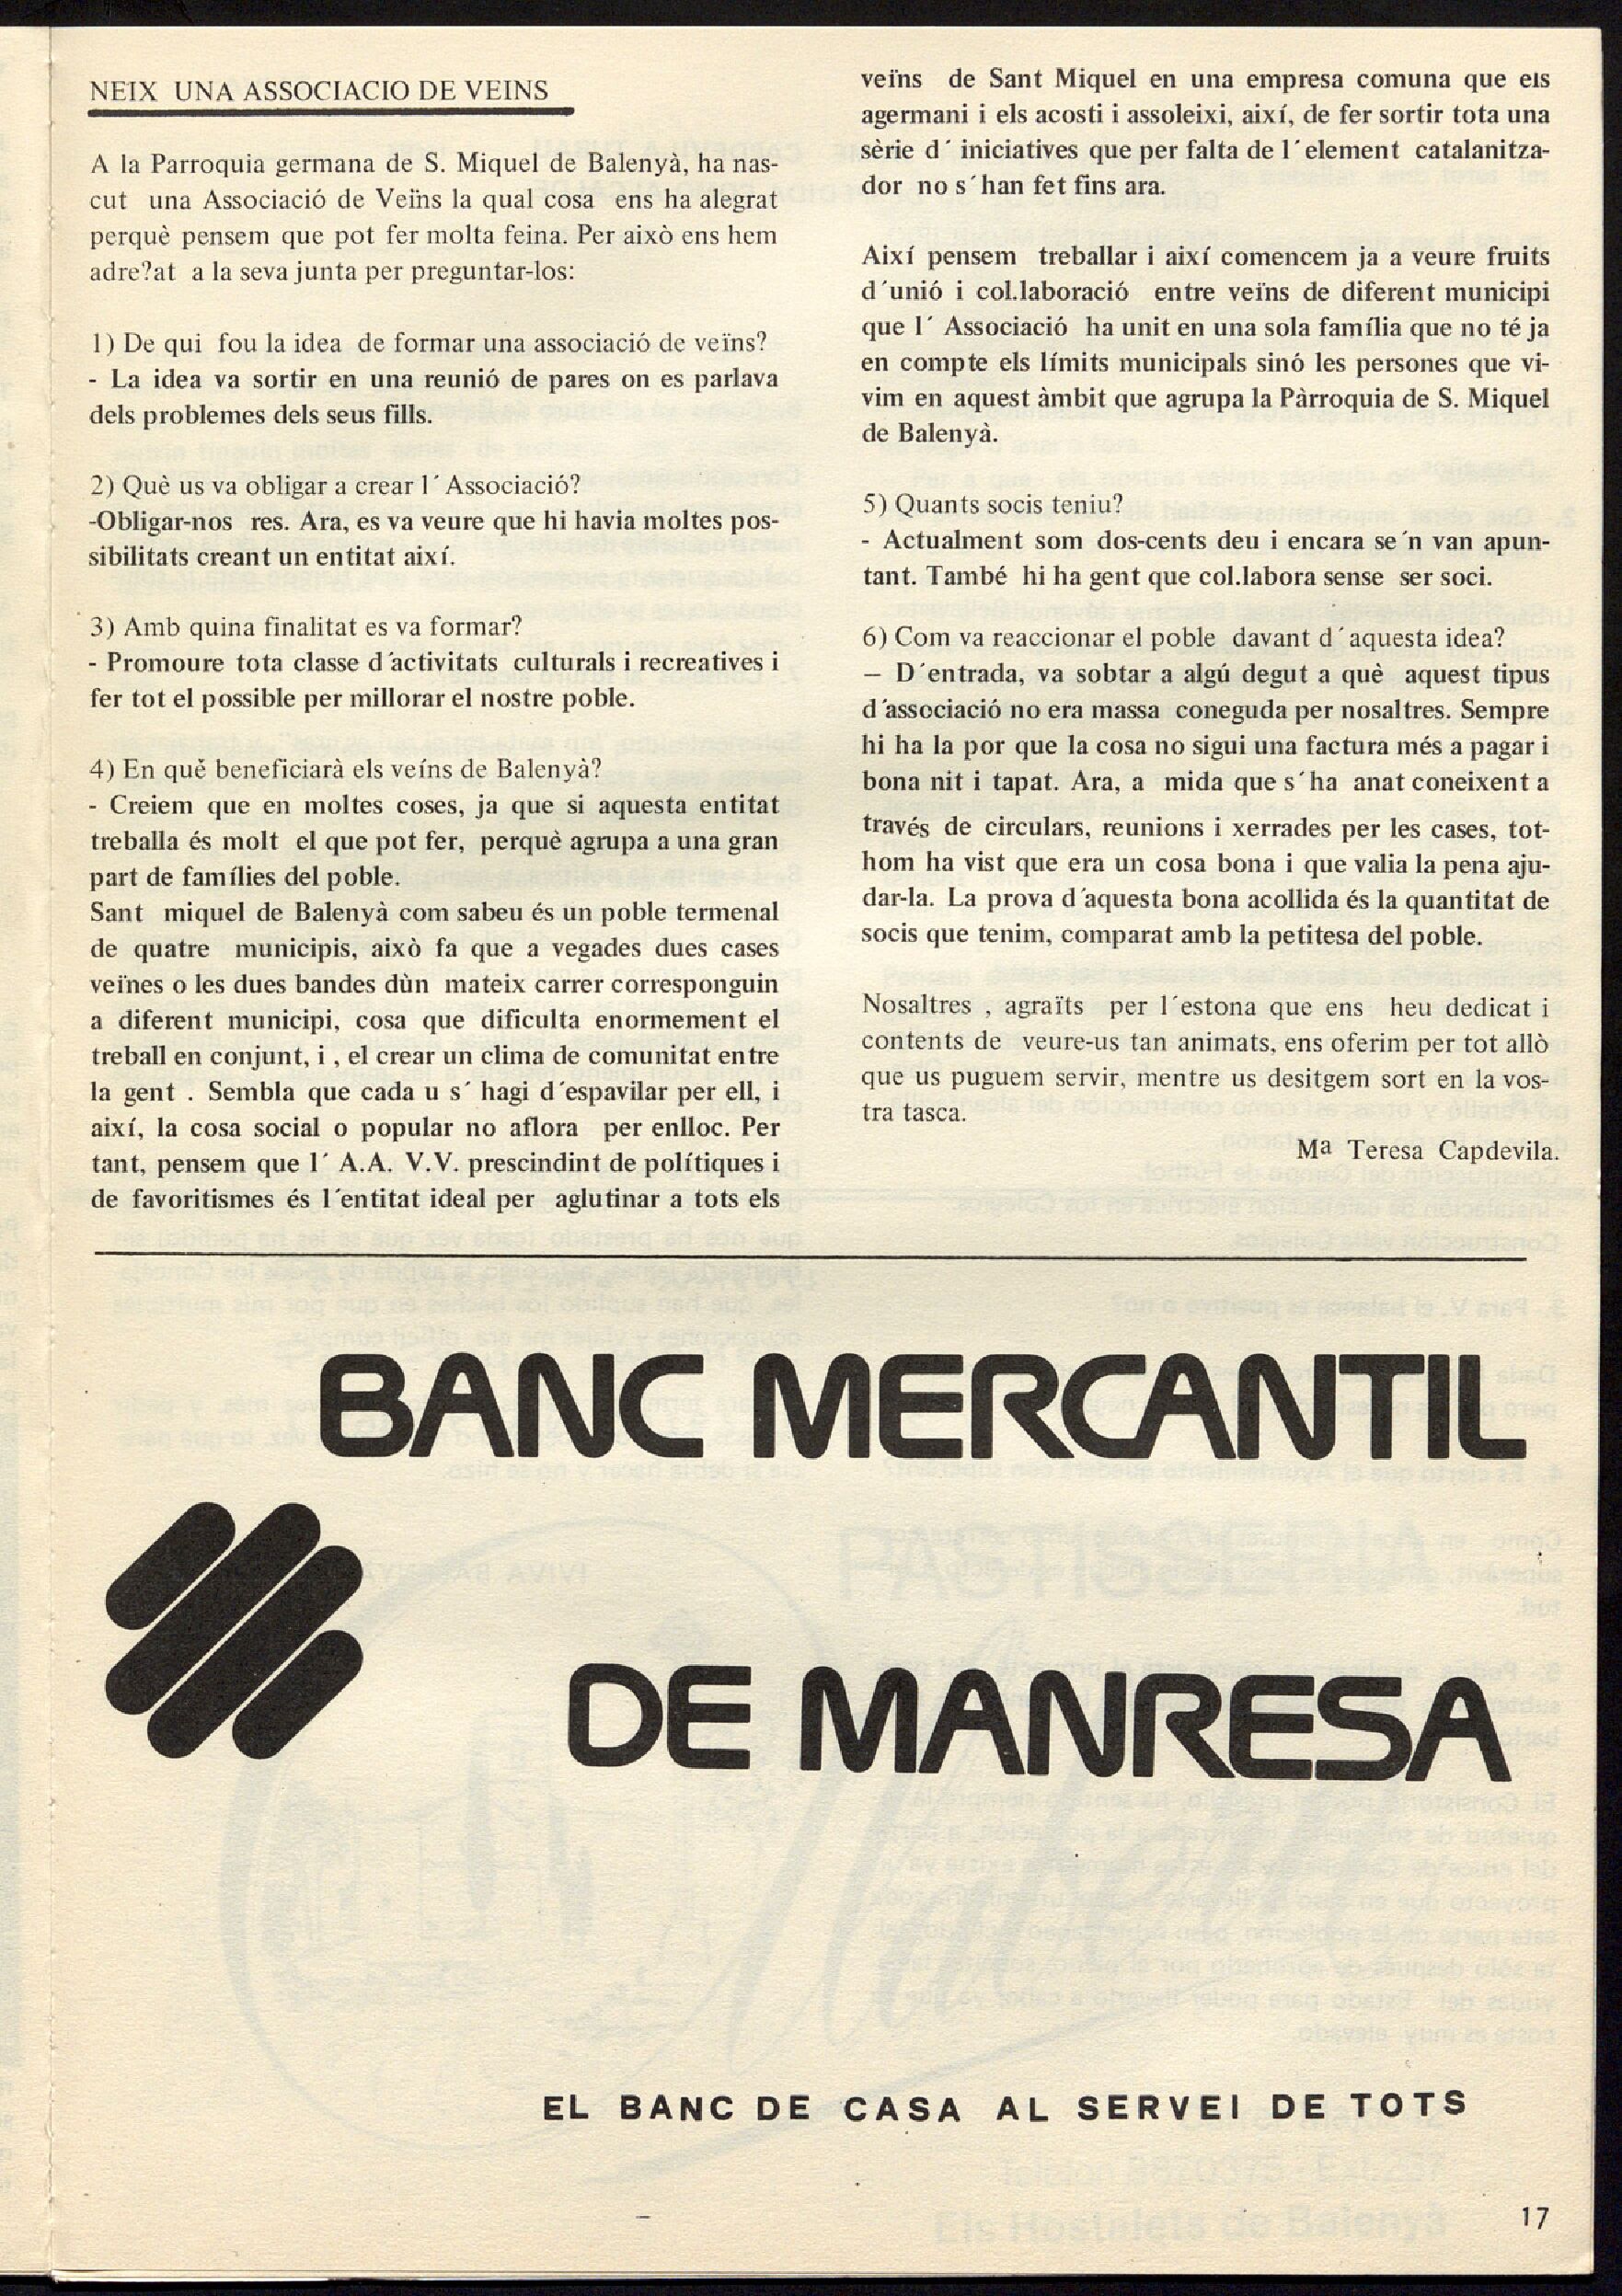 NEIX UNA ASSOCIACIO DE VEINS
A la Parroquia germana de S. Miquel de Balenyà, ha nas-
cut una Associació de Veïns la qual cosa ens ha alegrat
perquè pensem que pot fer molta feina. Per això ens hem
adre?at a la seva junta per preguntar-los:
1) De qui fou la idea de formar una associació de veïns?
- La idea va sortir en una reunió de pares on es parlava
dels problemes dels seus fills.
2) Què us va obligar a crear l´ Associació?
-Obligar-nos res. Ara, es va veure que hi havia moltes pos-
sibilitats creant un entitat així.
3) Amb quina finalitat es va formar?
- Promoure tota classe d´activitats culturals i recreatives i
fer tot el possible per millorar el nostre poble.
4) En què beneficiarà els veíns de Balenyà?
- Creiem que en moltes coses, ja que si aquesta entitat
treballa és molt el que pot fer, perquè agrupa a una gran
part de famílies del poble.
Sant miquel de Balenyà com sabeu és un poble termenal
de quatre municipis, això fa que a vegades dues cases
veïnes o les dues bandes dùn mateix carrer corresponguin
a diferent municipi, cosa que dificulta enormement el
treball en conjunt, i , el crear un clima de comunitat entre
la gent . Sembla que cada u s´ hagi d´espavilar per ell, i
així, la cosa social o popular no aflora per enlloc. Per
tant, pensem que l´ A.A. V.V. prescindint de polítiques i
de favoritismes és l´entitat ideal per aglutinar a tots els
veïns de Sant Miquel en una empresa comuna que els
agermani i els acosti i assoleixi, així, de fer sortir tota una
sèrie d´ iniciatives que per falta de l´element catalanitza-
dor no s´han fet fins ara.
Així pensem treballar i així comencem ja a veure fruits
d´unió i col.laboració entre veïns de diferent municipi
que l´ Associació ha unit en una sola família que no té ja
en compte els límits municipals sinó les persones que vi-
vim en aquest àmbit que agrupa la Pàrroquia de S. Miquel
de Balenyà.
5) Quants socis teniu?
- Actualment som dos-cents deu i encara se´n van apun-
tant. També hi ha gent que col.labora sense ser soci.
6) Com va reaccionar el poble davant d´aquesta idea?
– D´entrada, va sobtar a algú degut a què aquest tipus
d´associació no era massa coneguda per nosaltres. Sempre
hi ha la por que la cosa no sigui una factura més a pagar i
bona nit i tapat. Ara, a mida que s´ha anat coneixent a
través de circulars, reunions i xerrades per les cases, tot-
hom ha vist que era un cosa bona i que valia la pena aju-
dar-la. La prova d´aquesta bona acollida és la quantitat de
socis que tenim, comparat amb la petitesa del poble.
Nosaltres , agraïts per l´estona que ens heu dedicat i
contents de veure-us tan animats, ens oferim per tot allò
que us puguem servir, mentre us desitgem sort en la vos-
tra tasca.
Mª Teresa Capdevila.
BANC MERCANTIL
DE MANRESA
EL BANC DE CASA AL SERVEI DE TOTS
17